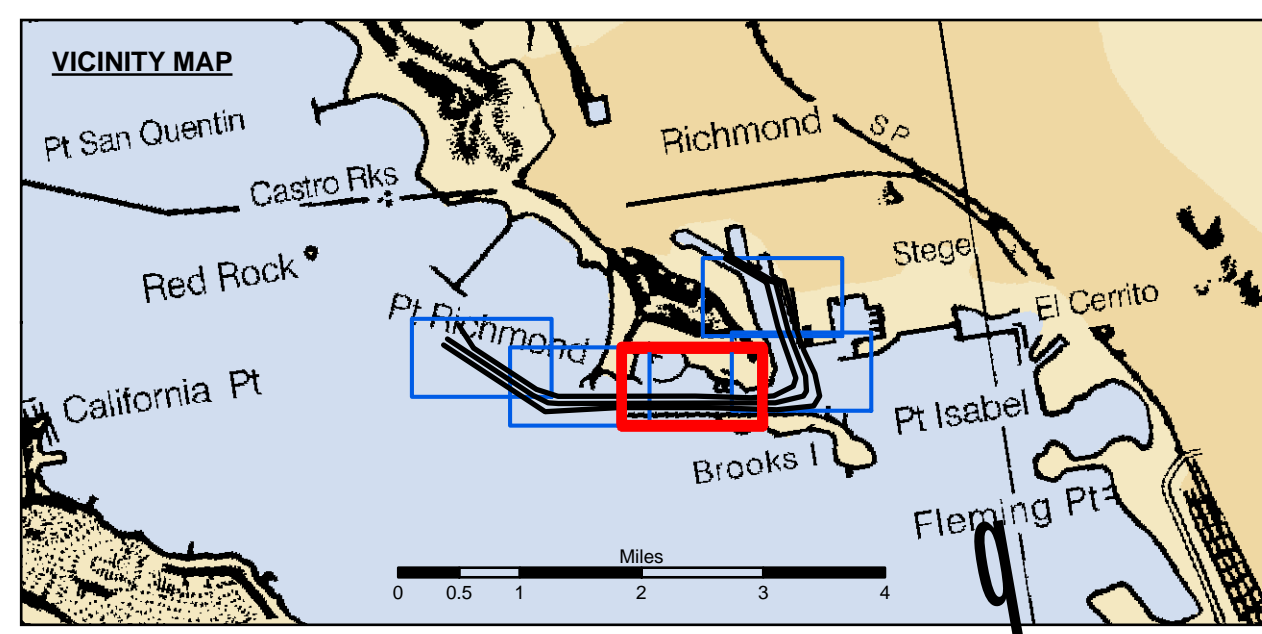 VICINITY MAP
Pt San Quentin
Richmond
S P
Castro Rks
Stege
Red Rock
El Cerrito
Pt Richmond
California Pt
Pt Isabel
Brooks I
Fleming Pt
Miles
0 0.5 1 2 3 4